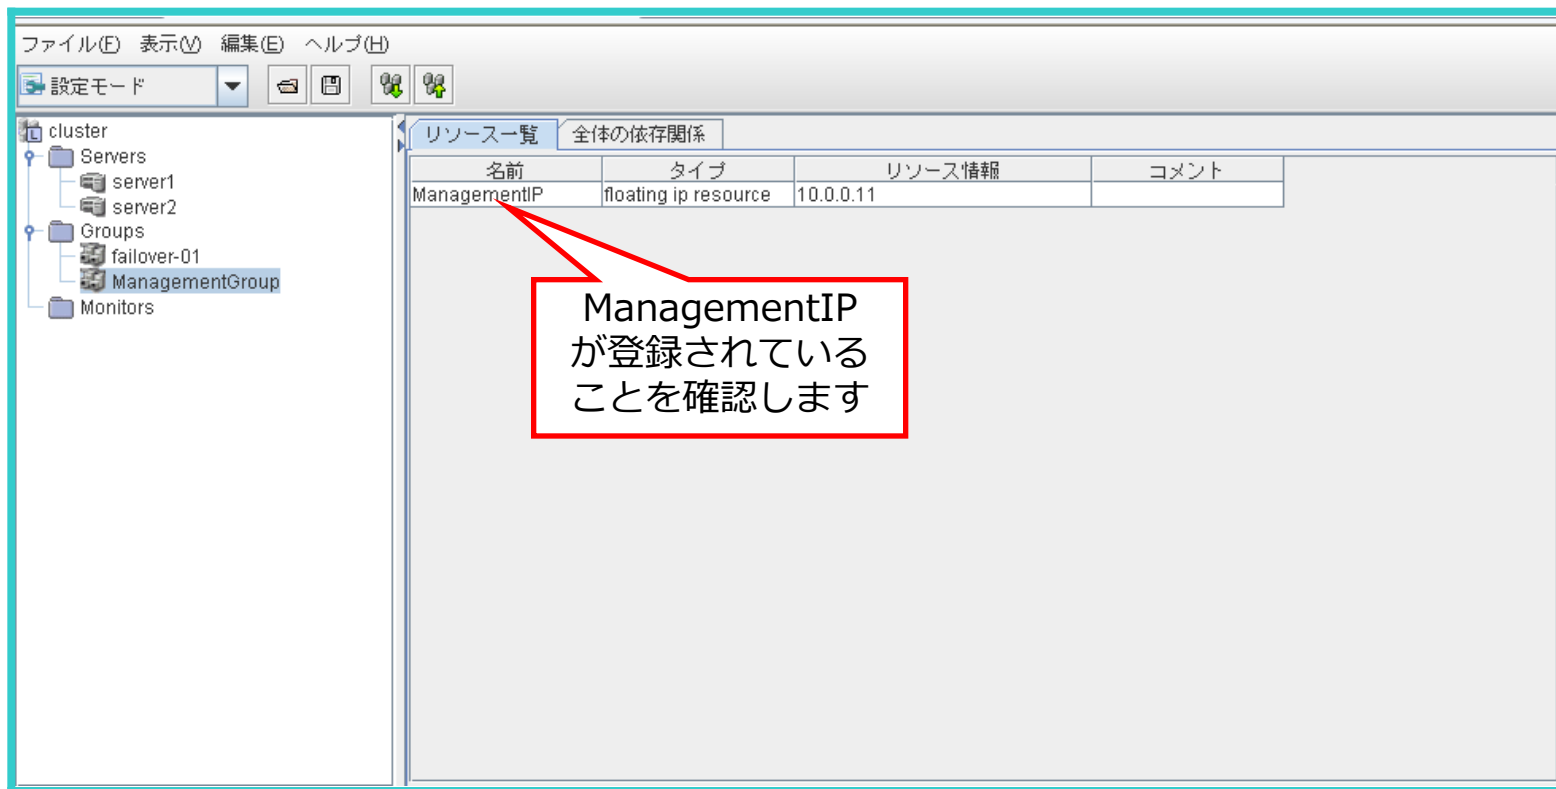 ファイル(F) 表示(V) 編集(E) ヘルプ(H)
設定モード
cluster
Servers
server1
server2
Groups
failover-01
ManagementGroup
Monitors
リソース一覧 全体の依存関係
名前 タイプ リソース情報 コメント
ManagementIP floating ip resource 10.0.0.11
ManagementIP
が登録されている
ことを確認します